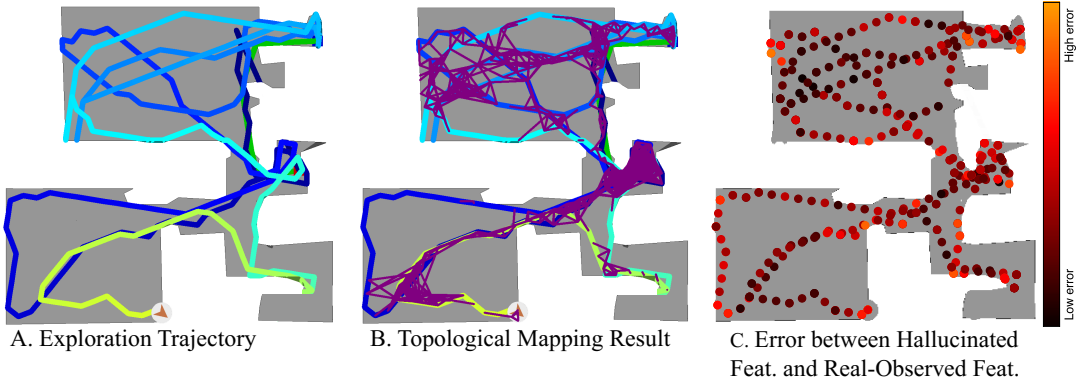 High error
Low error
A. Exploration Trajectory
B. Topological Mapping Result
C. Error between Hallucinated
Feat. and Real-Observed Feat.